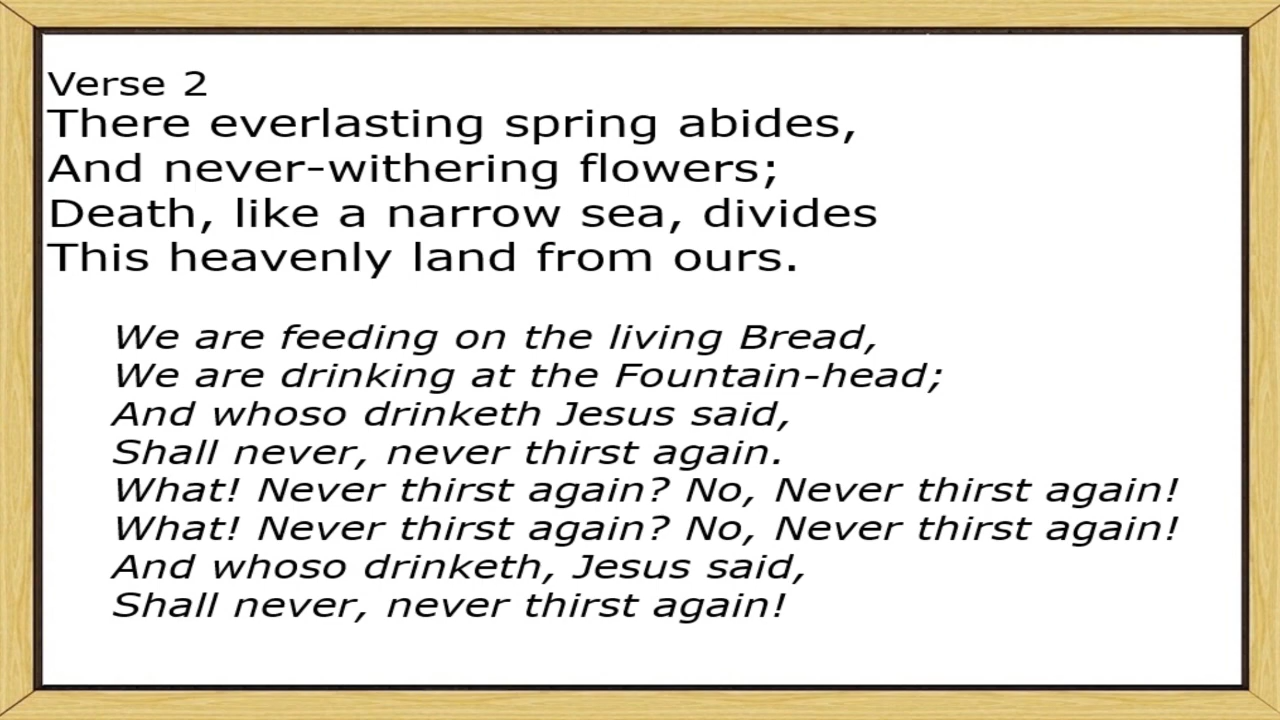 Verse 2
There everlasting spring abides,
And never-withering flowers;
Death, like a narrow sea, divides
This heavenly land from ours.
We are feeding on the living Bread,
We are drinking at the Fountain-head;
And whoso drinketh Jesus said,
Shall never, never thirst again.
What! Never thirst again? No, Never thirst again!
What! Never thirst again? No, Never thirst again!
And whoso drinketh, Jesus said,
Shall never, never thirst again!